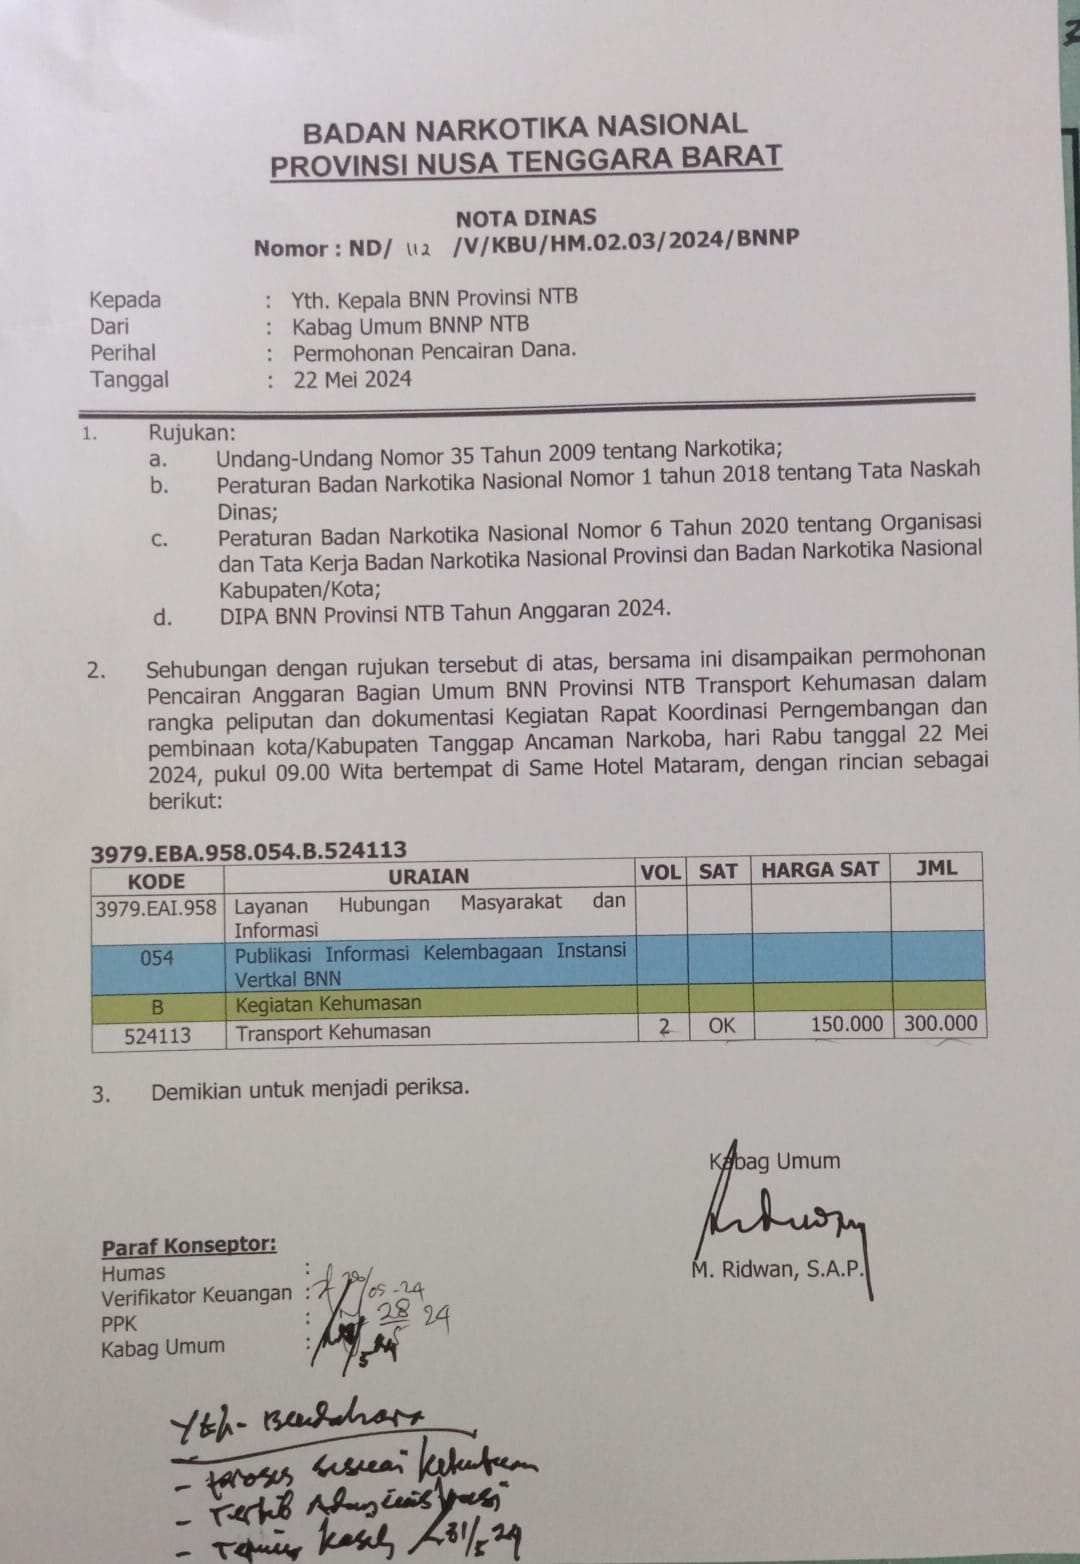 BADAN NARKOTIKA NASIONAL
PROVINSI NUSA TENGGARA BARAT
NOTA DINAS
Nomor : ND/ 112 /V/KBU/HM.02.03/2024/BNNP
Kepada : Yth. Kepala BNN Provinsi NTB
Dari : Kabag Umum BNNP NTB
Perihal : Permohonan Pencairan Dana.
Tanggal : 22 Mei 2024
1. Rujukan:
a. Undang-Undang Nomor 35 Tahun 2009 tentang Narkotika;
b. Peraturan Badan Narkotika Nasional Nomor 1 tahun 2018 tentang Tata Naskah
Dinas;
c. Peraturan Badan Narkotika Nasional Nomor 6 Tahun 2020 tentang Organisasi
dan Tata Kerja Badan Narkotika Nasional Provinsi dan Badan Narkotika Nasional
Kabupaten/Kota;
d. DIPA BNN Provinsi NTB Tahun Anggaran 2024.
2. Sehubungan dengan rujukan tersebut di atas, bersama ini disampaikan permohonan
Pencairan Anggaran Bagian Umum BNN Provinsi NTB Transport Kehumasan dalam
rangka peliputan dan dokumentasi Kegiatan Rapat Koordinasi Perngembangan dan
pembinaan kota/Kabupaten Tanggap Ancaman Narkoba, hari Rabu tanggal 22 Mei
2024, pukul 09.00 Wita bertempat di Same Hotel Mataram, dengan rincian sebagai
berikut:
3979.EBA.958.054.B.524113
KODE URAIAN VOL SAT HARGA SAT JML
3979.EAI.958 Layanan Hubungan Masyarakat dan
Informasi
054 Publikasi Informasi Kelembagaan Instansi
Vertkal BNN
B Kegiatan Kehumasan
524113 Transport Kehumasan 2 OK 150.000 300.000
3. Demikian untuk menjadi periksa.
Kabag Umum
M. Ridwan, S.A.P.
Paraf Konseptor:
Humas :
Verifikator Keuangan : /05-24
PPK : 28/5 24
Kabag Umum :
Yth- Bendahara
- proses sesuai ketentuan
- Tertib Administrasi
- Terima kasih 31/5 24